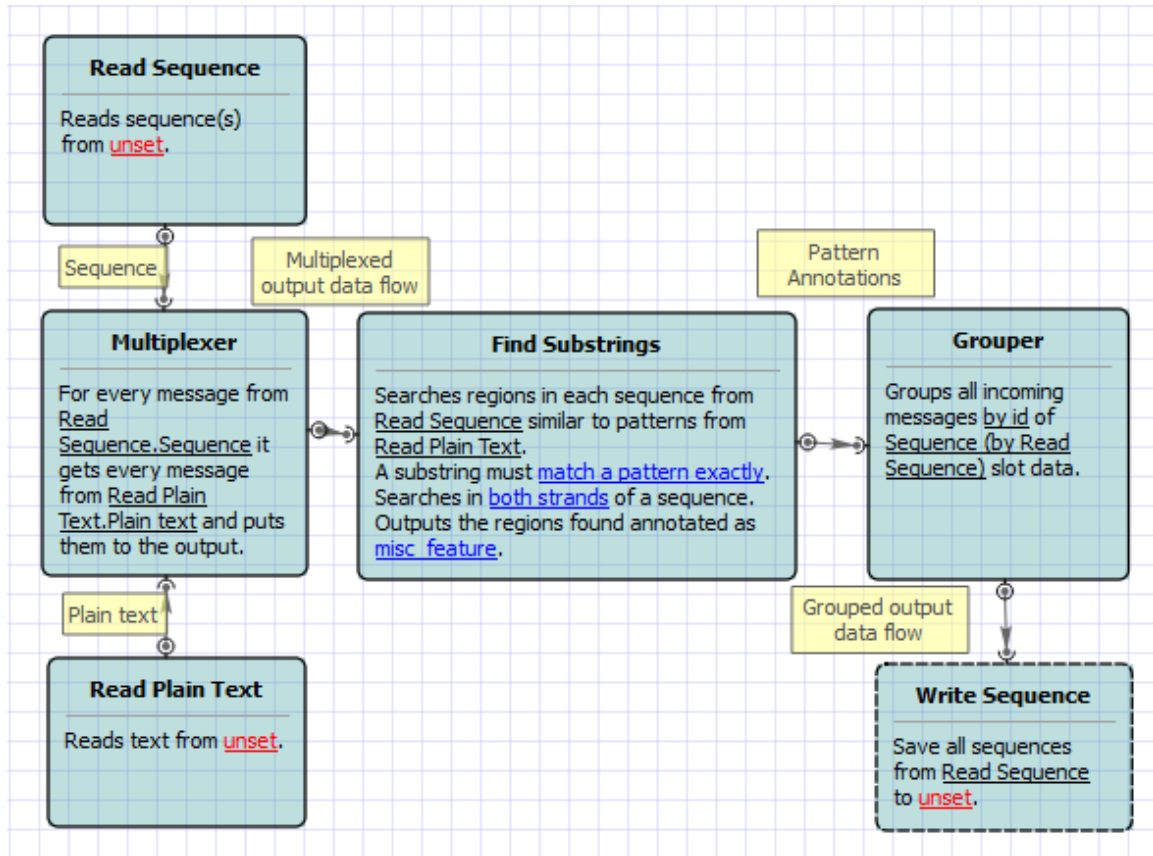 Read Sequence
Reads sequence(s)
from unset.
Sequence
Multiplexed
output data flow
Pattern
Annotations
Multiplexer
For every message from
Read
Sequence.Sequence it
gets every message
from Read Plain
Text.Plain text and puts
them to the output.
Find Substrings
Searches regions in each sequence from
Read Sequence similar to patterns from
Read Plain Text.
A substring must match a pattern exactly.
Searches in both strands of a sequence.
Outputs the regions found annotated as
misc_feature.
Grouper
Groups all incoming
messages by id of
Sequence (by Read
Sequence) slot data.
Plain text
Grouped output
data flow
Read Plain Text
Reads text from unset.
Write Sequence
Save all sequences
from Read Sequence
to unset.